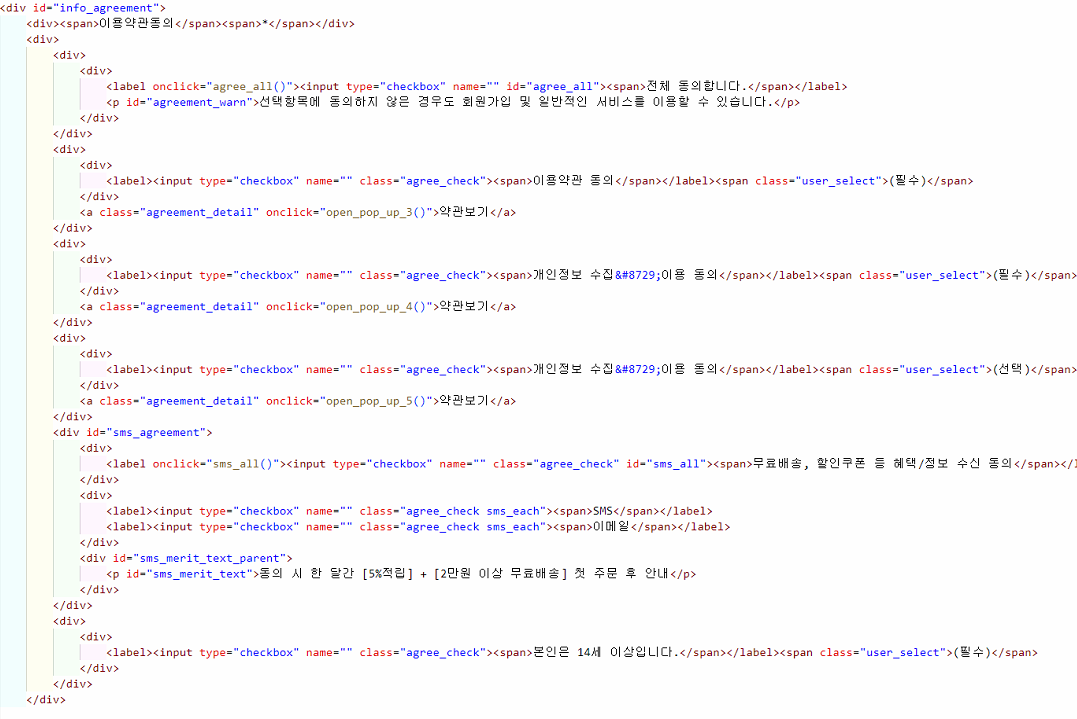 <div id="info_agreement">
<div><span>이용약관동의</span><span>*</span></div>
<div>
<div>
<div>
<label onclick="agree_all()"><input type="checkbox" name="" id="agree_all"><span>전체 동의합니다.</span></label>
<p id="agreement_warn">선택항목에 동의하지 않은 경우도 회원가입 및 일반적인 서비스를 이용할 수 있습니다.</p>
</div>
</div>
<div>
<div>
<label><input type="checkbox" name="" class="agree_check"><span>이용약관 동의</span></label><span class="user_select">(필수)</span>
</div>
<a class="agreement_detail" onclick="open_pop_up_3()">약관보기</a>
</div>
<div>
<div>
<label><input type="checkbox" name="" class="agree_check"><span>개인정보 수집&#8729;이용 동의</span></label><span class="user_select">(필수)</span>
</div>
<a class="agreement_detail" onclick="open_pop_up_4()">약관보기</a>
</div>
<div>
<div>
<label><input type="checkbox" name="" class="agree_check"><span>개인정보 수집&#8729;이용 동의</span></label><span class="user_select">(선택)</span>
</div>
<a class="agreement_detail" onclick="open_pop_up_5()">약관보기</a>
</div>
<div id="sms_agreement">
<div>
<label onclick="sms_all()"><input type="checkbox" name="" class="agree_check" id="sms_all"><span>무료배송, 할인쿠폰 등 혜택/정보 수신 동의</span></l
</div>
<div>
<label><input type="checkbox" name="" class="agree_check sms_each"><span>SMS</span></label>
<label><input type="checkbox" name="" class="agree_check sms_each"><span>이메일</span></label>
</div>
<div id="sms_merit_text_parent">
<p id="sms_merit_text">동의 시 한 달간 [5%적립] + [2만원 이상 무료배송] 첫 주문 후 안내</p>
</div>
</div>
<div>
<div>
<label><input type="checkbox" name="" class="agree_check"><span>본인은 14세 이상입니다.</span></label><span class="user_select">(필수)</span>
</div>
</div>
</div>